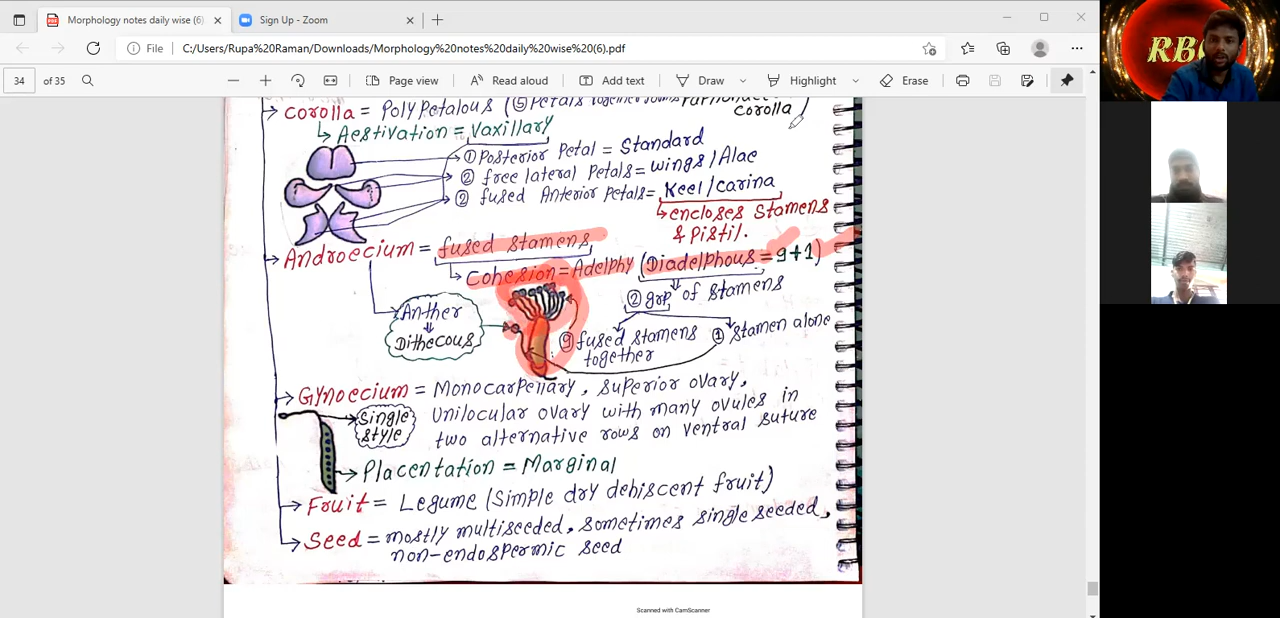 Morphology notes daily wise (6).
Sign Up - Zoom
File
C:/Users/Rupa%20Raman/Downloads/Morphology%20notes%20daily%20wise%20(6).pdf
34 of 35
Page view
Read aloud
Add text
Draw
Highlight
Erase
Corolla = Polypetalous (⑤ Petals together forms
Corolla)
Aestivation = Vaxillary
① Posterior Petal = Standard
② free lateral Petals = wings/Alae
② fused Anterior Petals = Keel/carina
encloses Stamens
& Pistil.
Androecium = fused stamens
Cohesion = Adelphy (Diadelphous = 9+1)
② grp of stamens
Anther
Dithecous
⑨ fused stamens
together
① Stamen alone
Gynoecium = Monocarpellary, superior ovary,
Unilocular ovary with many ovules in
two alternative rows on ventral suture
Single
style
Placentation = Marginal
Fruit = Legume (Simple dry dehiscent fruit)
Seed = mostly multiseeded, sometimes single seeded,
non-endospermic seed
Scanned with CamScanner